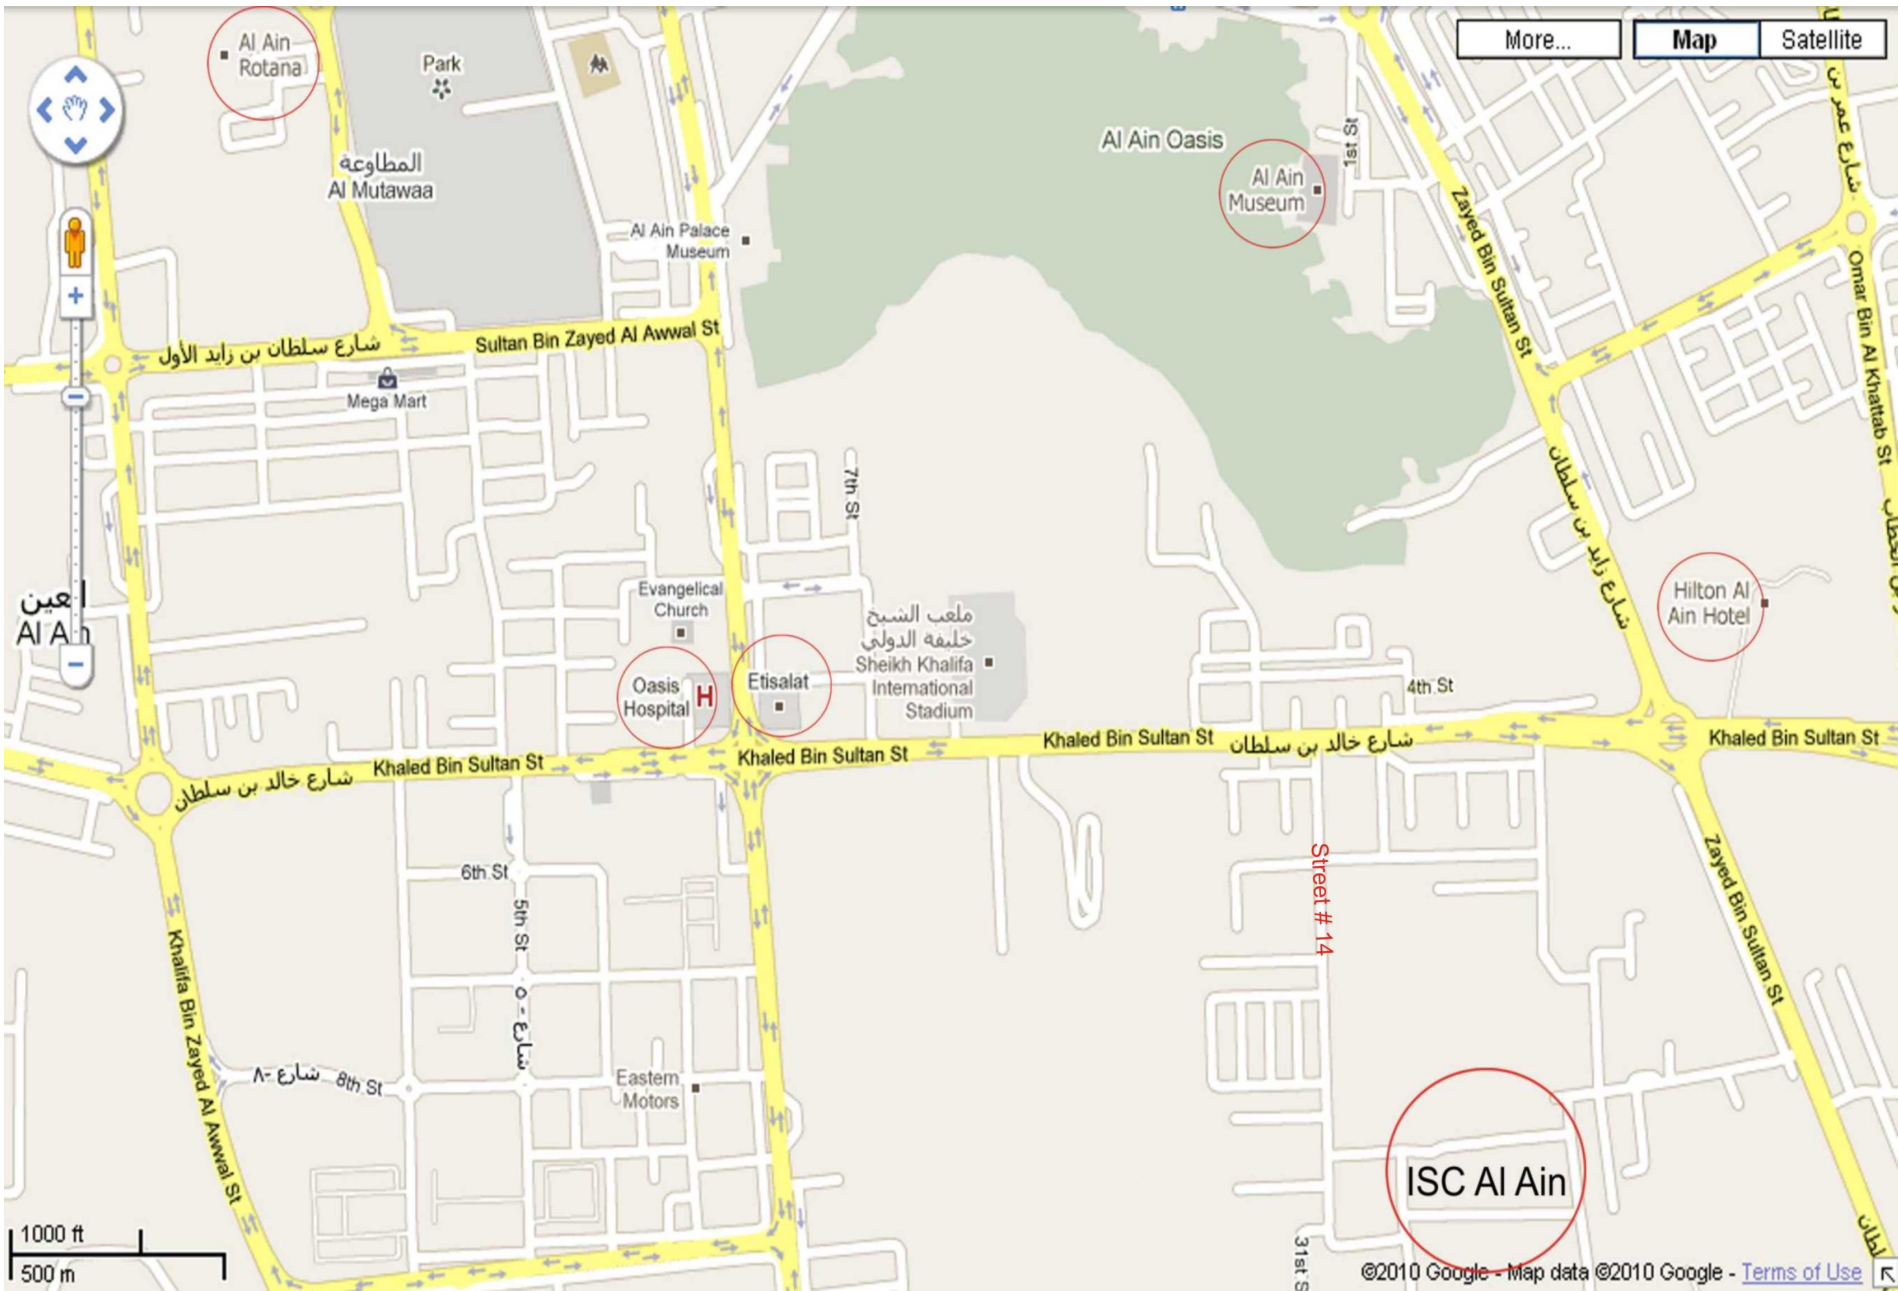 More...
Map
Satellite
Al Ain
Rotana
Park
المطاوعة
Al Mutawaa
Al Ain Palace
Museum
Al Ain Oasis
Al Ain
Museum
1st St
Zayed Bin Sultan St
شارع عمر بن
Omar Bin Al Khattab St
شارع سلطان بن زايد الأول
Sultan Bin Zayed Al Awwal St
Mega Mart
7th St
شارع زايد بن سلطان
العين
Al Ain
Evangelical
Church
ملعب الشيخ
خليفة الدولي
Sheikh Khalifa
International
Stadium
Hilton Al
Ain Hotel
Oasis
Hospital
H
Etisalat
4th St
شارع خالد بن سلطان
Khaled Bin Sultan St
Khaled Bin Sultan St
Khaled Bin Sultan St
شارع خالد بن سلطان
Khaled Bin Sultan St
6th St
5th St
شارع - ٥
Street # 14
Zayed Bin Sultan St
Khalifa Bin Zayed Al Awwal St
شارع -٨
8th St
Eastern
Motors
ISC Al Ain
31st S
1000 ft
500 m
©2010 Google - Map data ©2010 Google - Terms of Use